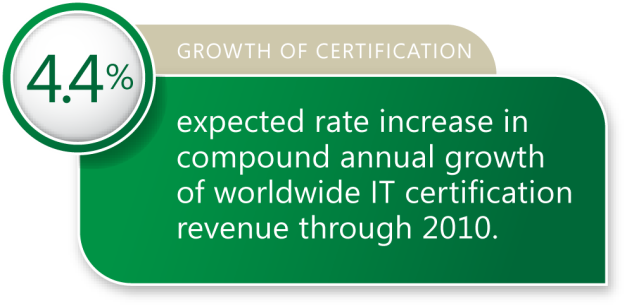 4.4%
GROWTH OF CERTIFICATION
expected rate increase in
compound annual growth
of worldwide IT certification
revenue through 2010.